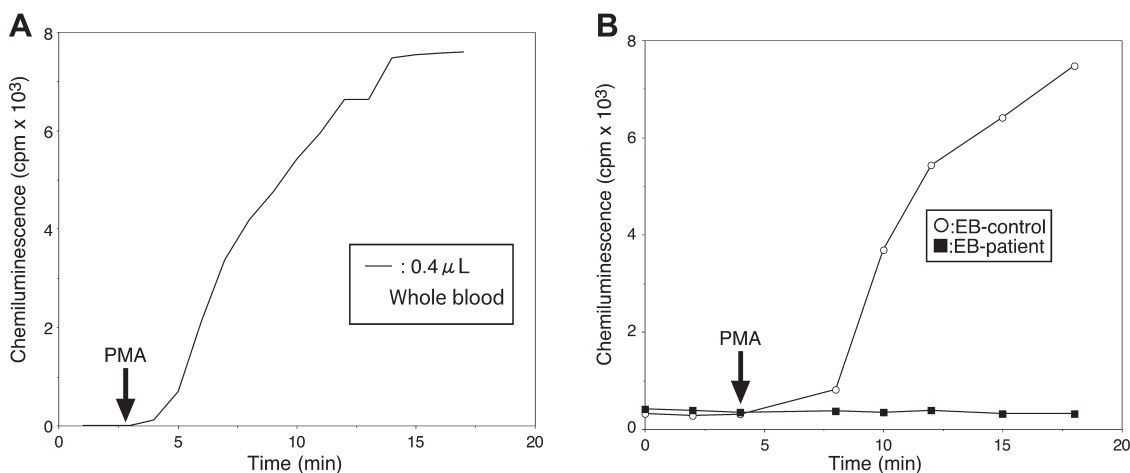 A
Chemiluminescence (cpm x 10³)
8
6
4
2
0
PMA
— : 0.4 μL
Whole blood
0 5 10 15 20
Time (min)
B
Chemiluminescence (cpm x 10³)
8
6
4
2
0
PMA
○:EB-control
■:EB-patient
0 5 10 15 20
Time (min)